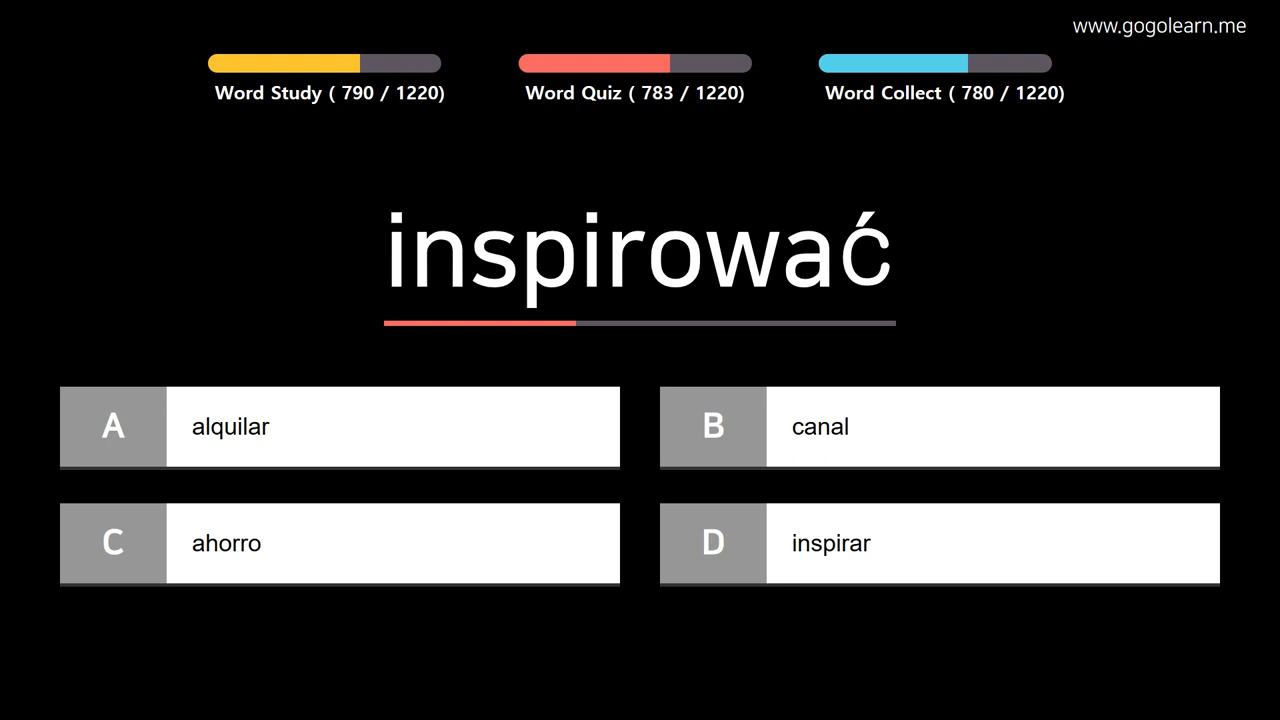 www.gogolearn.me
Word Study ( 790 / 1220)
Word Quiz ( 783 / 1220)
Word Collect ( 780 / 1220)
inspirować
A alquilar
B canal
C ahorro
D inspirar